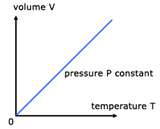 volume V
pressure P constant
temperature T
0